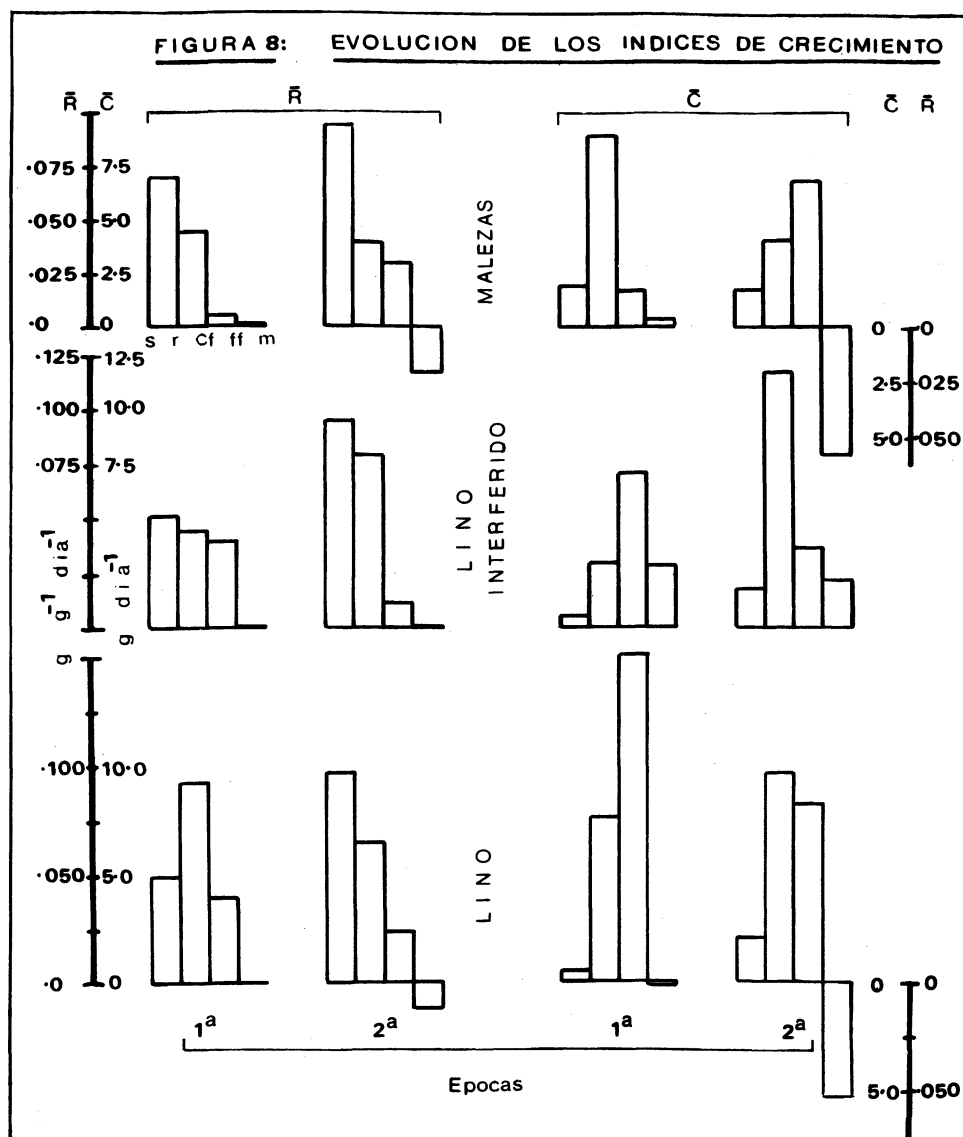 FIGURA 8: EVOLUCION DE LOS INDICES DE CRECIMIENTO
R̄ C̄ R̄ C̄ C̄ R̄
·075 7·5
·050 5·0
·025 2·5
·0 0
s r cf ff m
MALEZAS
0 ·0
2·5 ·025
5·0 ·050
·125 12·5
·100 10·0
·075 7·5
g⁻¹ dia⁻¹
g dia⁻¹
LINO
INTERFERIDO
g
·100 10·0
·050 5·0
·0 0
LINO
0 0
5·0 ·050
1ª 2ª 1ª 2ª
Epocas